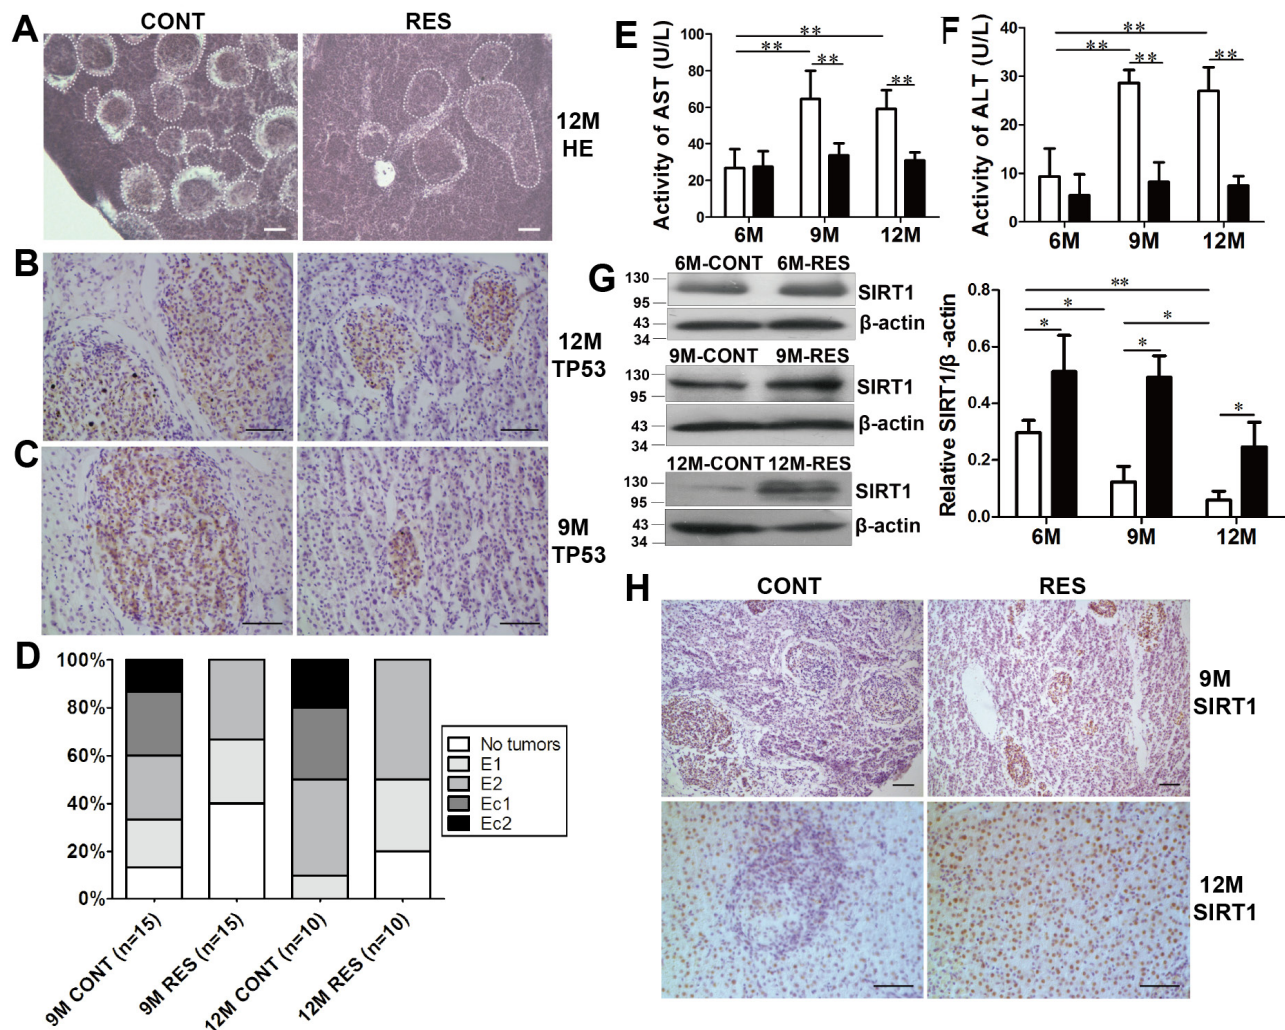 A
CONT
RES
12M
HE
B
12M
TP53
C
9M
TP53
D
100%
80%
60%
40%
20%
0%
No tumors
E1
E2
Ec1
Ec2
9M CONT (n=15)
9M RES (n=15)
12M CONT (n=10)
12M RES (n=10)
E
Activity of AST (U/L)
100
80
60
40
20
0
**
**
**
**
6M
9M
12M
F
Activity of ALT (U/L)
40
30
20
10
0
**
**
**
**
6M
9M
12M
G
6M-CONT 6M-RES
130
95
SIRT1
43
34
β-actin
9M-CONT 9M-RES
130
95
SIRT1
43
34
β-actin
12M-CONT 12M-RES
130
95
SIRT1
43
34
β-actin
Relative SIRT1/β -actin
0.8
0.6
0.4
0.2
0.0
**
*
*
*
*
*
6M
9M
12M
H
CONT
RES
9M
SIRT1
12M
SIRT1